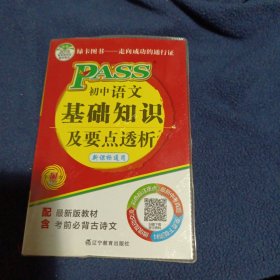 绿卡图书——走向成功的通行证
PASS
初中语文
基础知识
及要点透析
新课标通用
配 最新版教材
含 考前必背古诗文
辽宁教育出版社